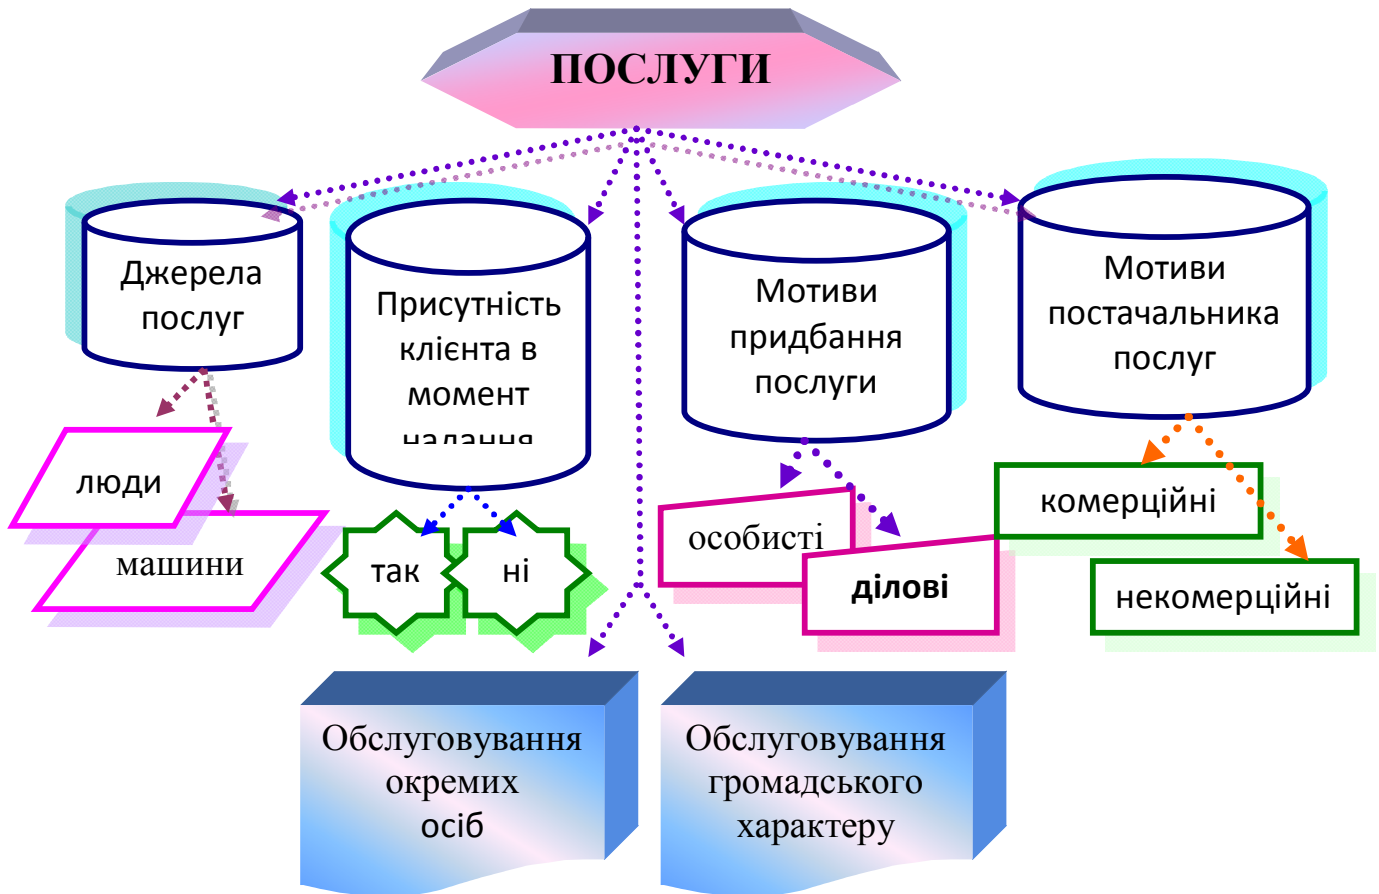 ПОСЛУГИ
Джерела
послуг
Присутність
клієнта в
момент
надання
Мотиви
придбання
послуги
Мотиви
постачальника
послуг
люди
машини
так
ні
особисті
ділові
комерційні
некомерційні
Обслуговування
окремих
осіб
Обслуговування
громадського
характеру